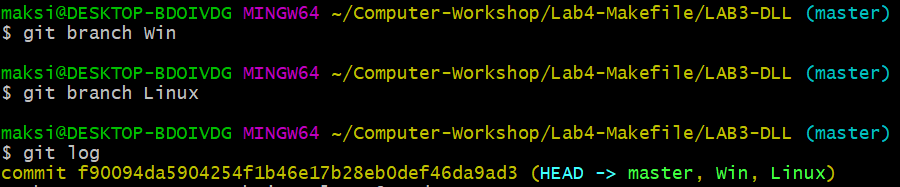 maksi@DESKTOP-BDOIVDG MINGW64 ~/Computer-Workshop/Lab4-Makefile/LAB3-DLL (master)
$ git branch Win
maksi@DESKTOP-BDOIVDG MINGW64 ~/Computer-Workshop/Lab4-Makefile/LAB3-DLL (master)
$ git branch Linux
maksi@DESKTOP-BDOIVDG MINGW64 ~/Computer-Workshop/Lab4-Makefile/LAB3-DLL (master)
$ git log
commit f90094da5904254f1b46e17b28eb0def46da9ad3 (HEAD -> master, Win, Linux)